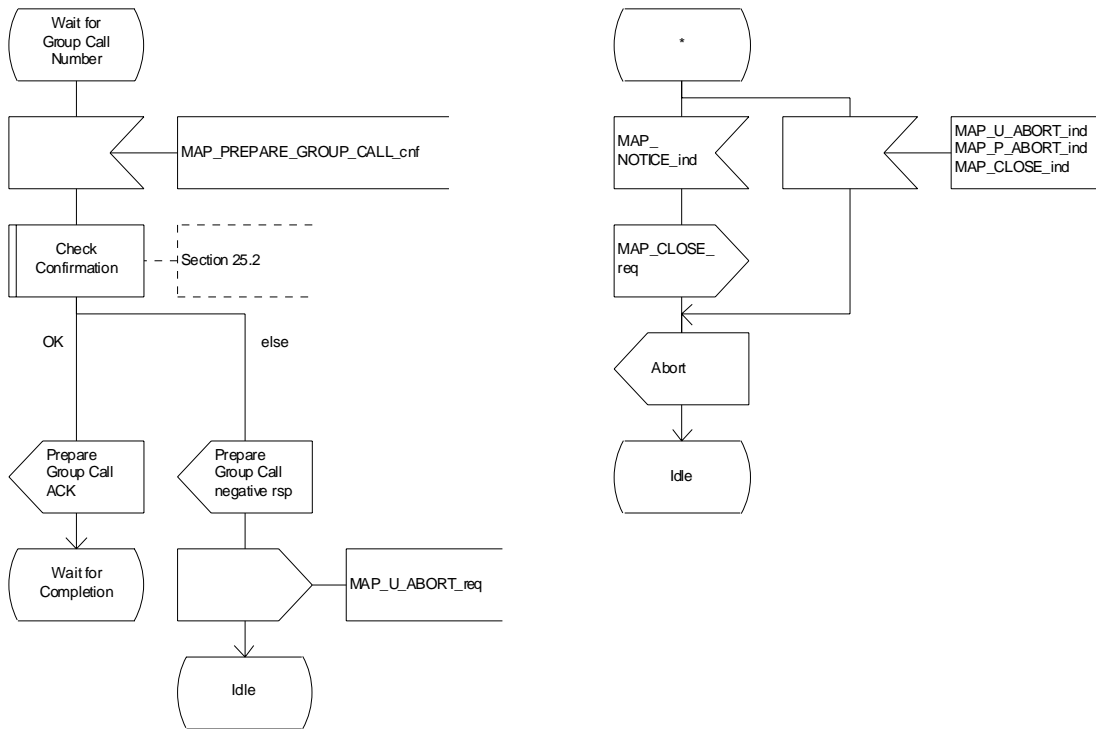 Wait for
Group Call
Number
MAP_PREPARE_GROUP_CALL_cnf
Check
Confirmation
Section 25.2
OK
else
Prepare
Group Call
ACK
Prepare
Group Call
negative rsp
Wait for
Completion
MAP_U_ABORT_req
Idle
*
MAP_
NOTICE_ind
MAP_U_ABORT_ind
MAP_P_ABORT_ind
MAP_CLOSE_ind
MAP_CLOSE_
req
Abort
Idle